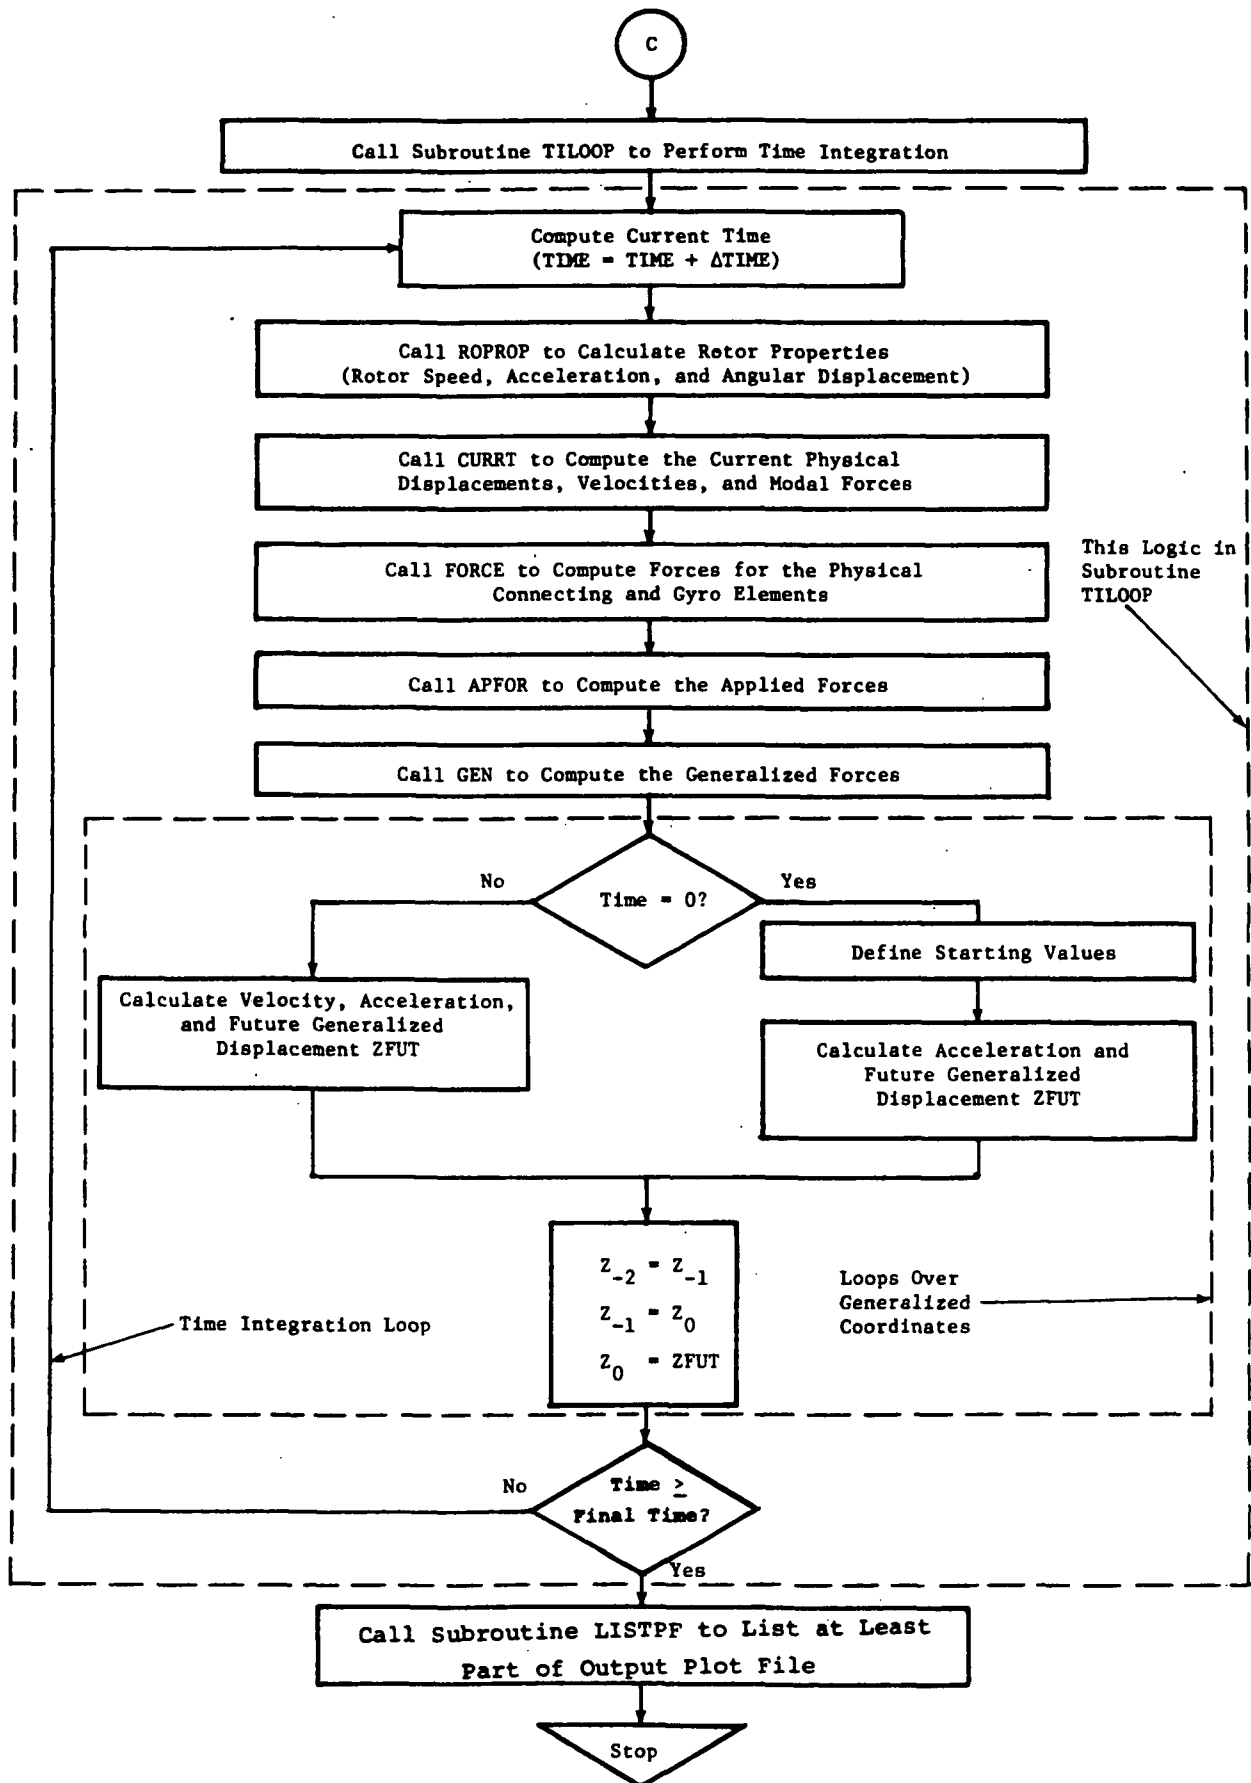 C
Call Subroutine TILOOP to Perform Time Integration
Compute Current Time
(TIME = TIME + ΔTIME)
Call ROPROP to Calculate Rotor Properties
(Rotor Speed, Acceleration, and Angular Displacement)
Call CURRT to Compute the Current Physical
Displacements, Velocities, and Modal Forces
This Logic in
Subroutine
TILOOP
Call FORCE to Compute Forces for the Physical
Connecting and Gyro Elements
Call APFOR to Compute the Applied Forces
Call GEN to Compute the Generalized Forces
No
Time = 0?
Yes
Define Starting Values
Calculate Velocity, Acceleration,
and Future Generalized
Displacement ZFUT
Calculate Acceleration and
Future Generalized
Displacement ZFUT
Z_-2 = Z_-1
Z_-1 = Z_0
Z_0 = ZFUT
Loops Over
Generalized
Coordinates
Time Integration Loop
No
Time ≥
Final Time?
Yes
Call Subroutine LISTPF to List at Least
Part of Output Plot File
Stop